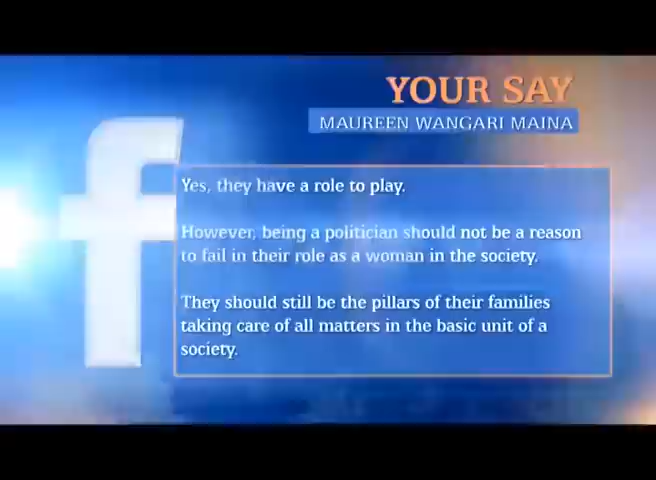 YOUR SAY
MAUREEN WANGARI MAINA
Yes, they have a role to play.
However, being a politician should not be a reason
to fail in their role as a woman in the society.
They should still be the pillars of their families
taking care of all matters in the basic unit of a
society.